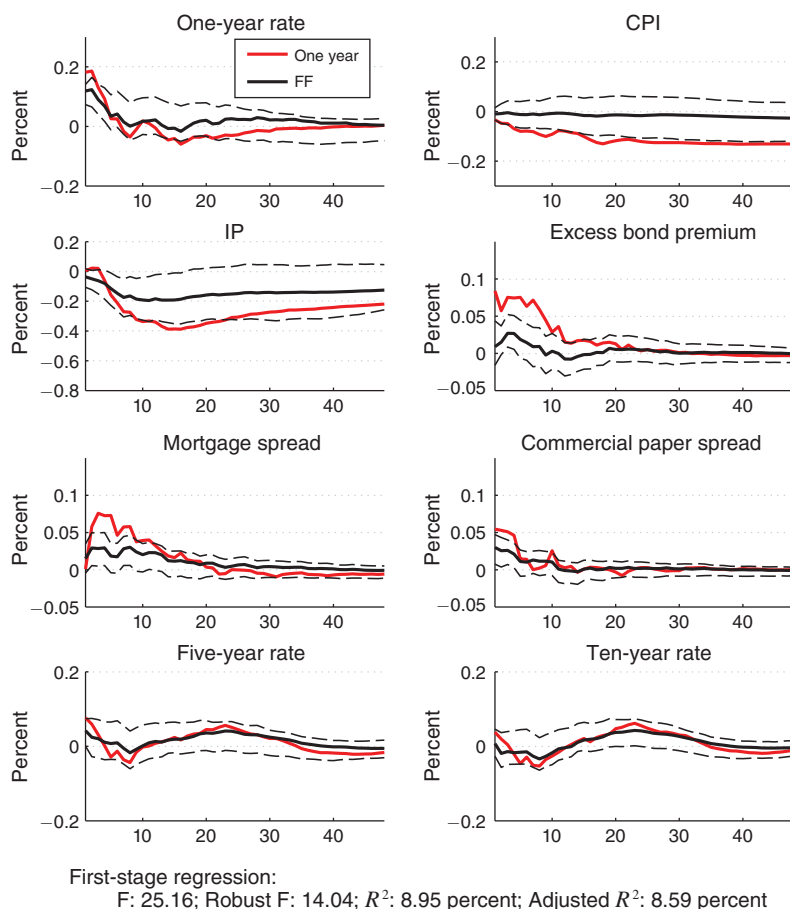 One-year rate
CPI
Percent
0.2
0
−0.2
10 20 30 40
One year
FF
Percent
0.2
0
−0.2
10 20 30 40
IP
Excess bond premium
Percent
0.2
0
−0.2
−0.4
−0.6
−0.8
10 20 30 40
Percent
0.1
0.05
0
−0.05
10 20 30 40
Mortgage spread
Commercial paper spread
Percent
0.1
0.05
0
−0.05
10 20 30 40
Percent
0.1
0.05
0
−0.05
10 20 30 40
Five-year rate
Ten-year rate
Percent
0.2
0
−0.2
10 20 30 40
Percent
0.2
0
−0.2
10 20 30 40
First-stage regression:
F: 25.16; Robust F: 14.04; R²: 8.95 percent; Adjusted R²: 8.59 percent